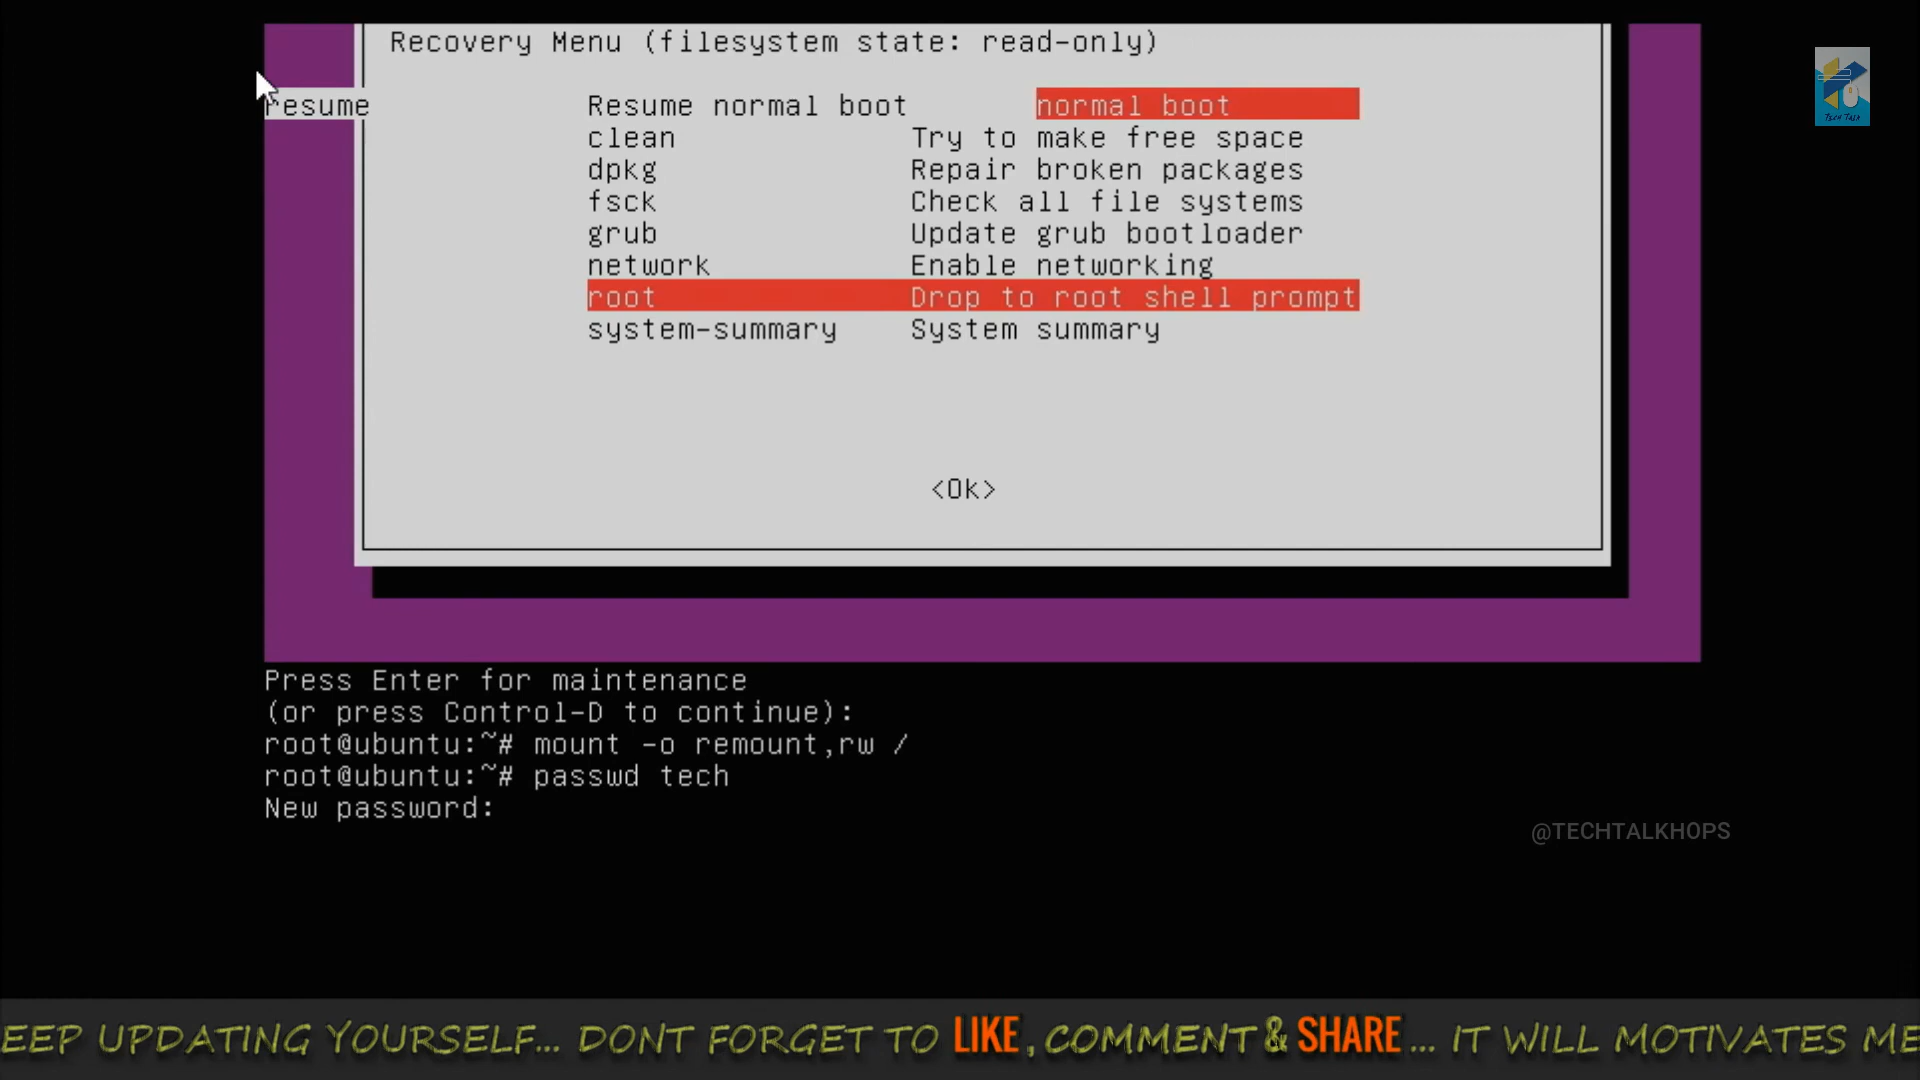 Recovery Menu (filesystem state: read-only)
resume Resume normal boot normal boot
clean Try to make free space
dpkg Repair broken packages
fsck Check all file systems
grub Update grub bootloader
network Enable networking
root Drop to root shell prompt
system-summary System summary
<Ok>
Press Enter for maintenance
(or press Control-D to continue):
root@ubuntu:~# mount -o remount,rw /
root@ubuntu:~# passwd tech
New password:
TECH TALK
@TECHTALKHOPS
EEP UPDATING YOURSELF... DONT FORGET TO LIKE, COMMENT & SHARE ... IT WILL MOTIVATES ME